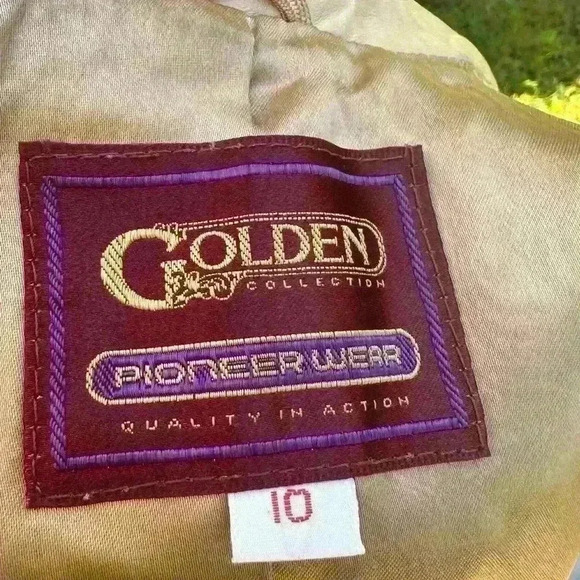 GOLDEN
COLLECTION
PIONEER WEAR
QUALITY IN ACTION
10